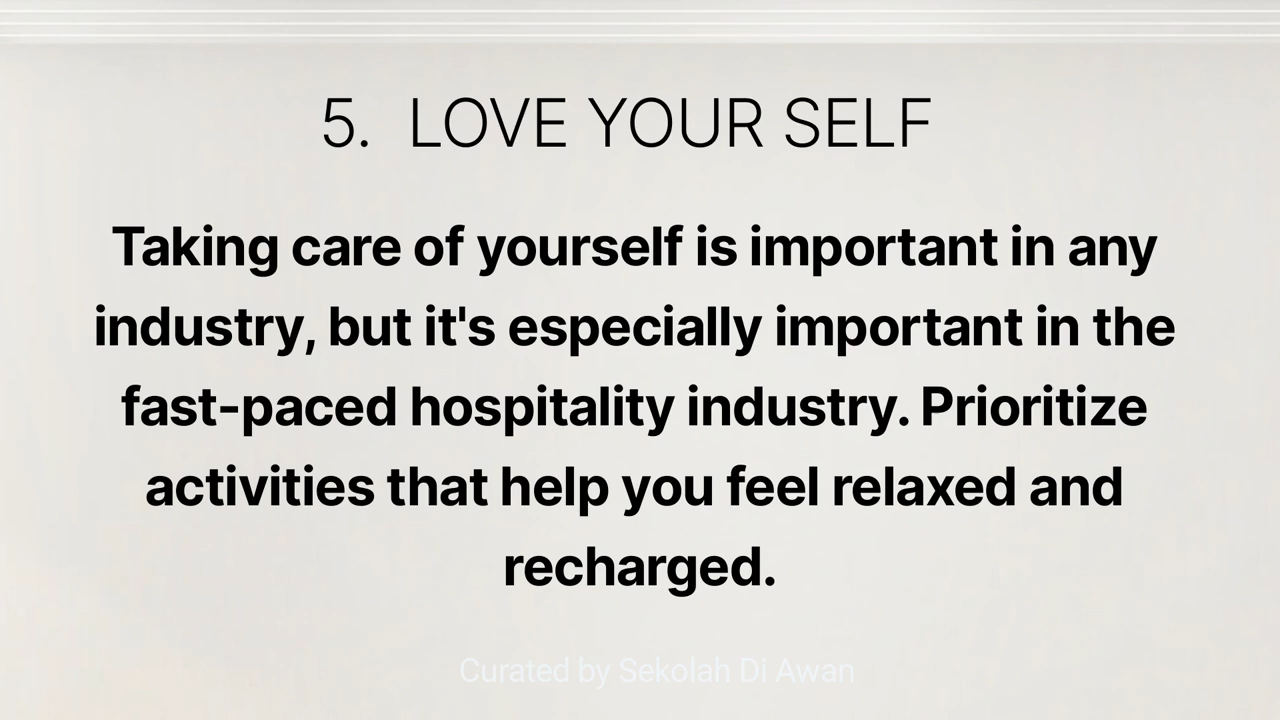 5. LOVE YOUR SELF
Taking care of yourself is important in any
industry, but it's especially important in the
fast-paced hospitality industry. Prioritize
activities that help you feel relaxed and
recharged.
Curated by Sekolah Di Awan